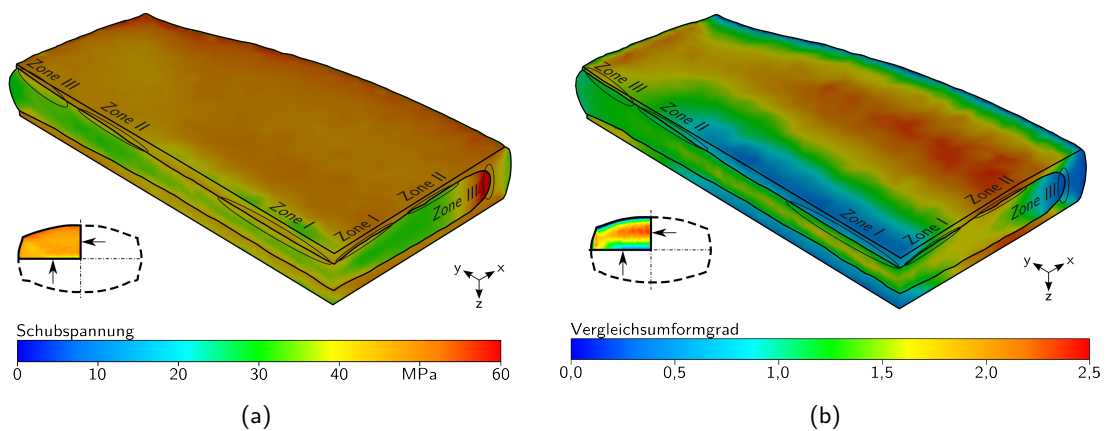 Zone III
Zone II
Zone I
Zone I
Zone II
Zone III
y
x
z
Schubspannung
0 10 20 30 40 MPa 60
(a)
Zone III
Zone II
Zone I
Zone II
Zone III
y
x
z
Vergleichsumformgrad
0,0 0,5 1,0 1,5 2,0 2,5
(b)